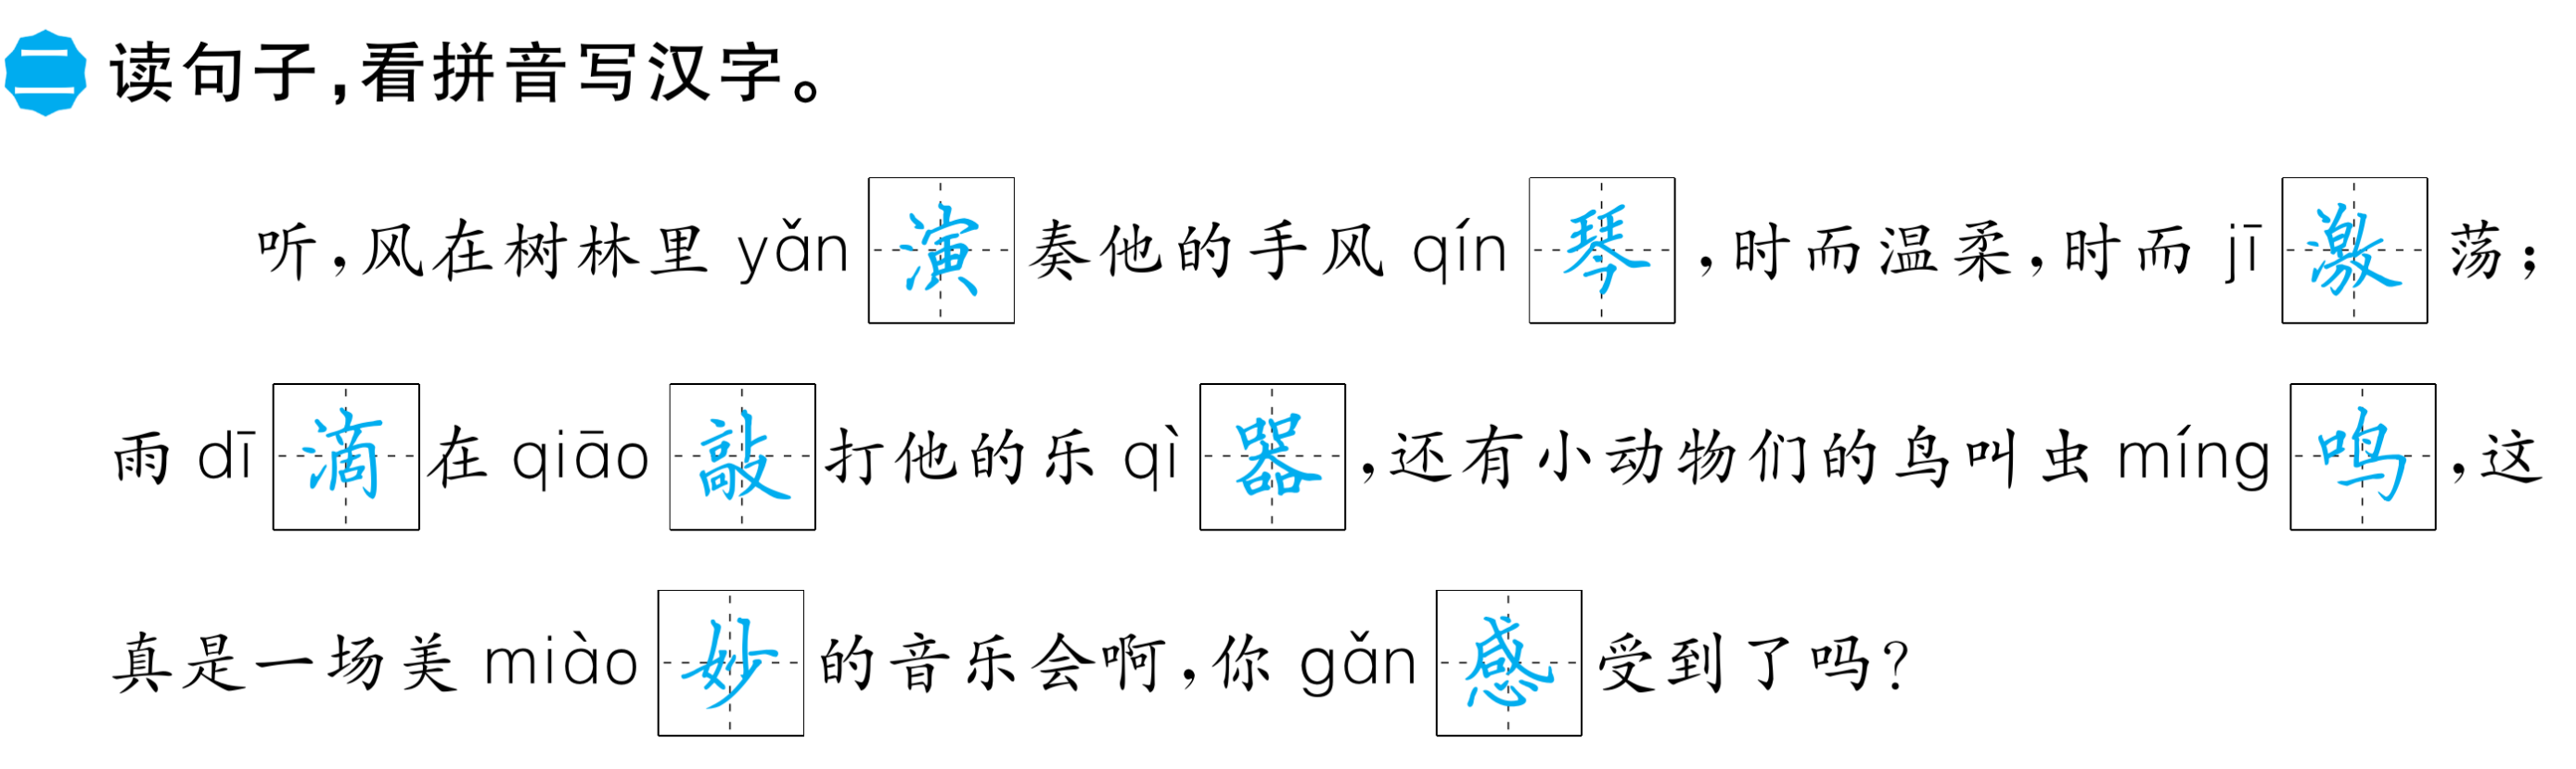 二 读句子,看拼音写汉字。
听,风在树林里 yǎn 演 奏他的手风 qín 琴 ,时而温柔,时而 jī 激 荡;
雨 dī 滴 在 qiāo 敲 打他的乐 qì 器 ,还有小动物们的鸟叫虫 míng 鸣 ,这
真是一场美 miào 妙 的音乐会啊,你 gǎn 感 受到了吗?